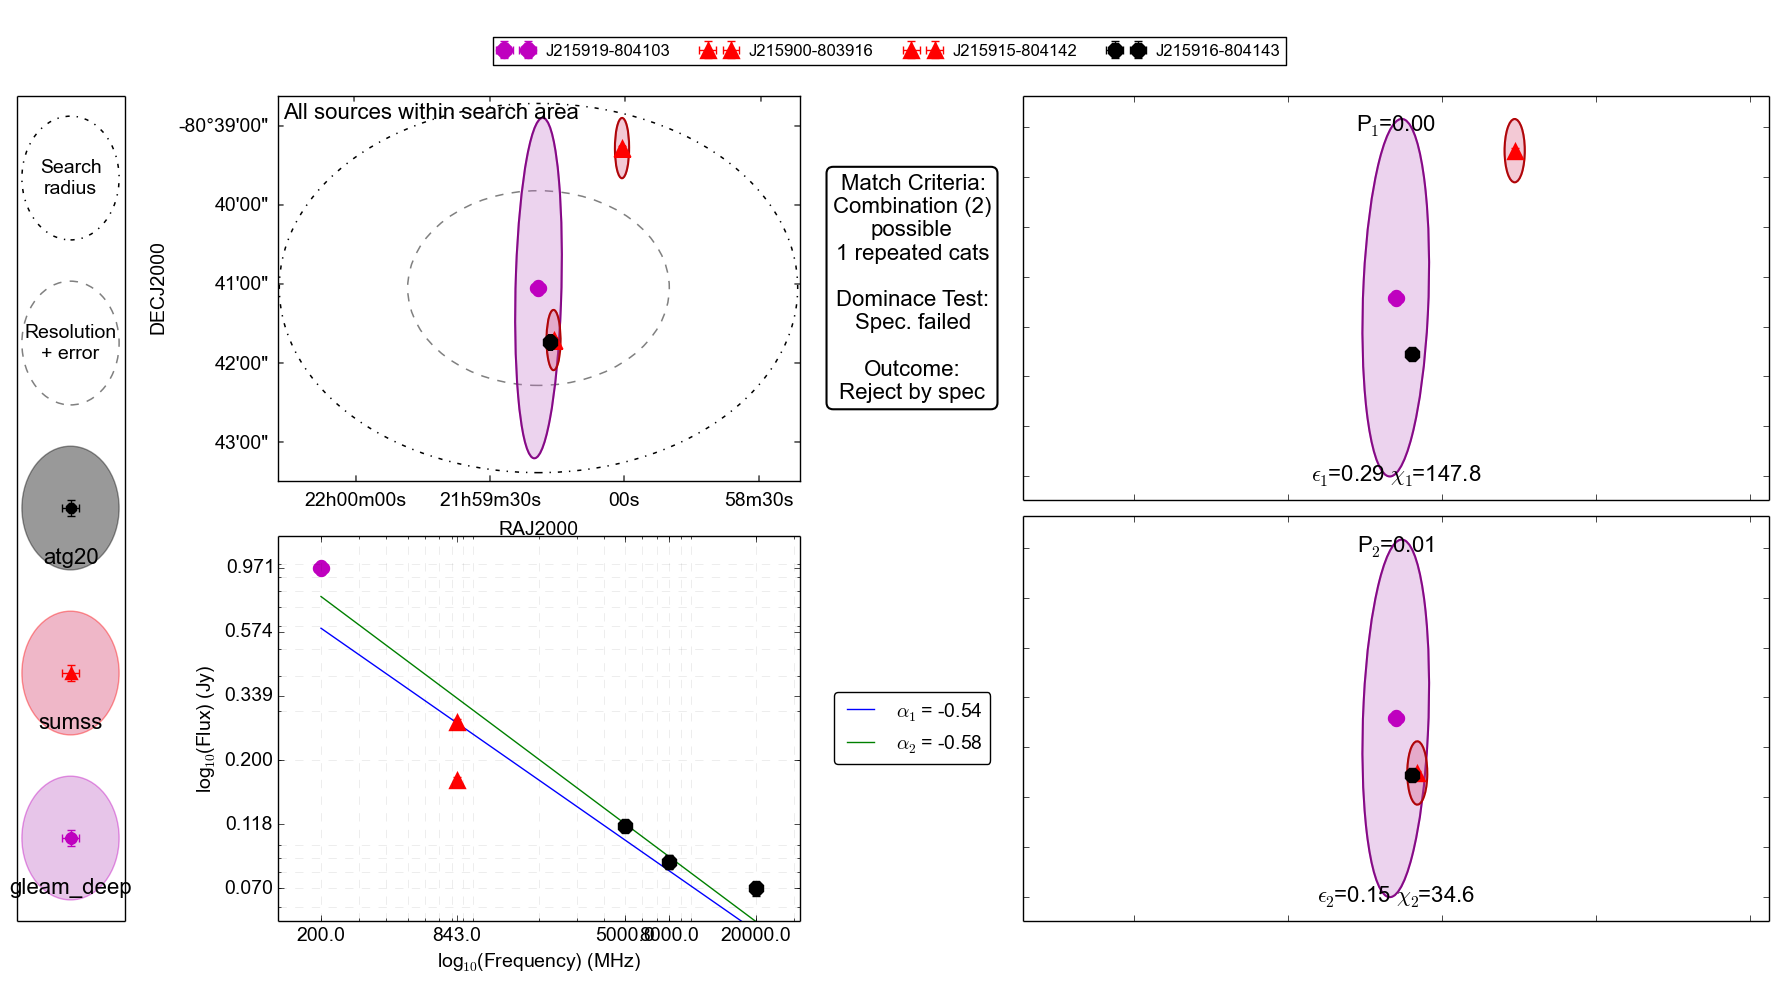 J215919-804103
J215900-803916
J215915-804142
J215916-804143
Search
radius
Resolution
+ error
atg20
sumss
gleam_deep
All sources within search area
DECJ2000
-80°39'00"
40'00"
41'00"
42'00"
43'00"
22h00m00s
21h59m30s
00s
58m30s
RAJ2000
Match Criteria:
Combination (2)
possible
1 repeated cats
Dominace Test:
Spec. failed
Outcome:
Reject by spec
P₁=0.00
ϵ₁=0.29 χ₁=147.8
log₁₀(Flux) (Jy)
0.971
0.574
0.339
0.200
0.118
0.070
200.0
843.0
5000.0
8000.0
20000.0
log₁₀(Frequency) (MHz)
α₁ = -0.54
α₂ = -0.58
P₂=0.01
ϵ₂=0.15 χ₂=34.6